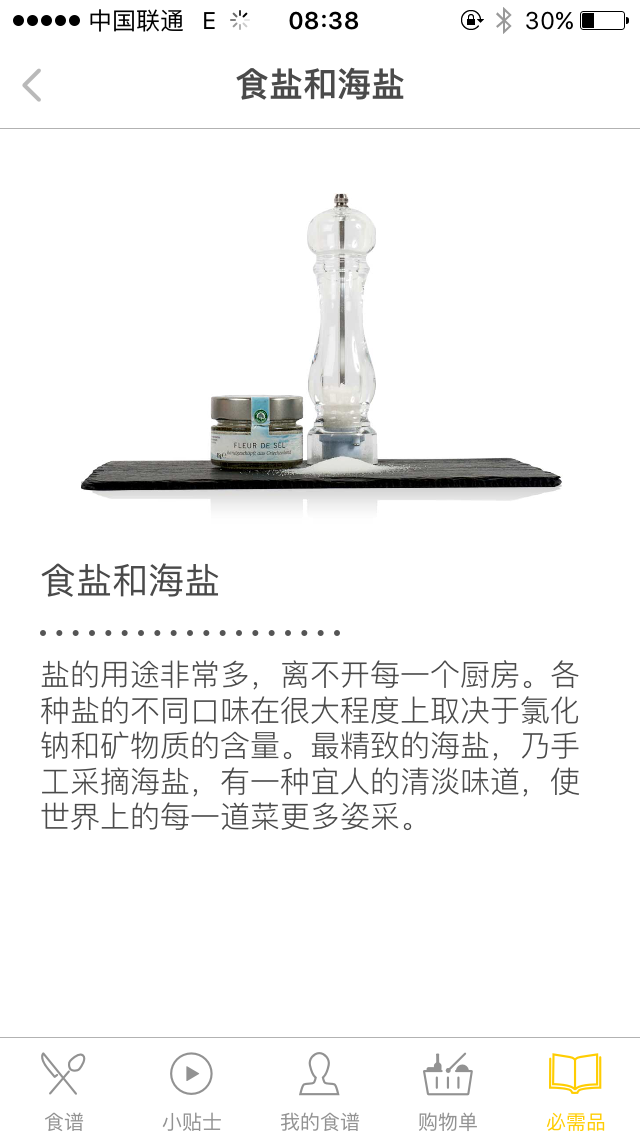 中国联通 E 08:38 30%
食盐和海盐
FLEUR DE SEL
食盐和海盐
盐的用途非常多，离不开每一个厨房。各
种盐的不同口味在很大程度上取决于氯化
钠和矿物质的含量。最精致的海盐，乃手
工采摘海盐，有一种宜人的清淡味道，使
世界上的每一道菜更多姿采。
食谱 小贴士 我的食谱 购物单 必需品